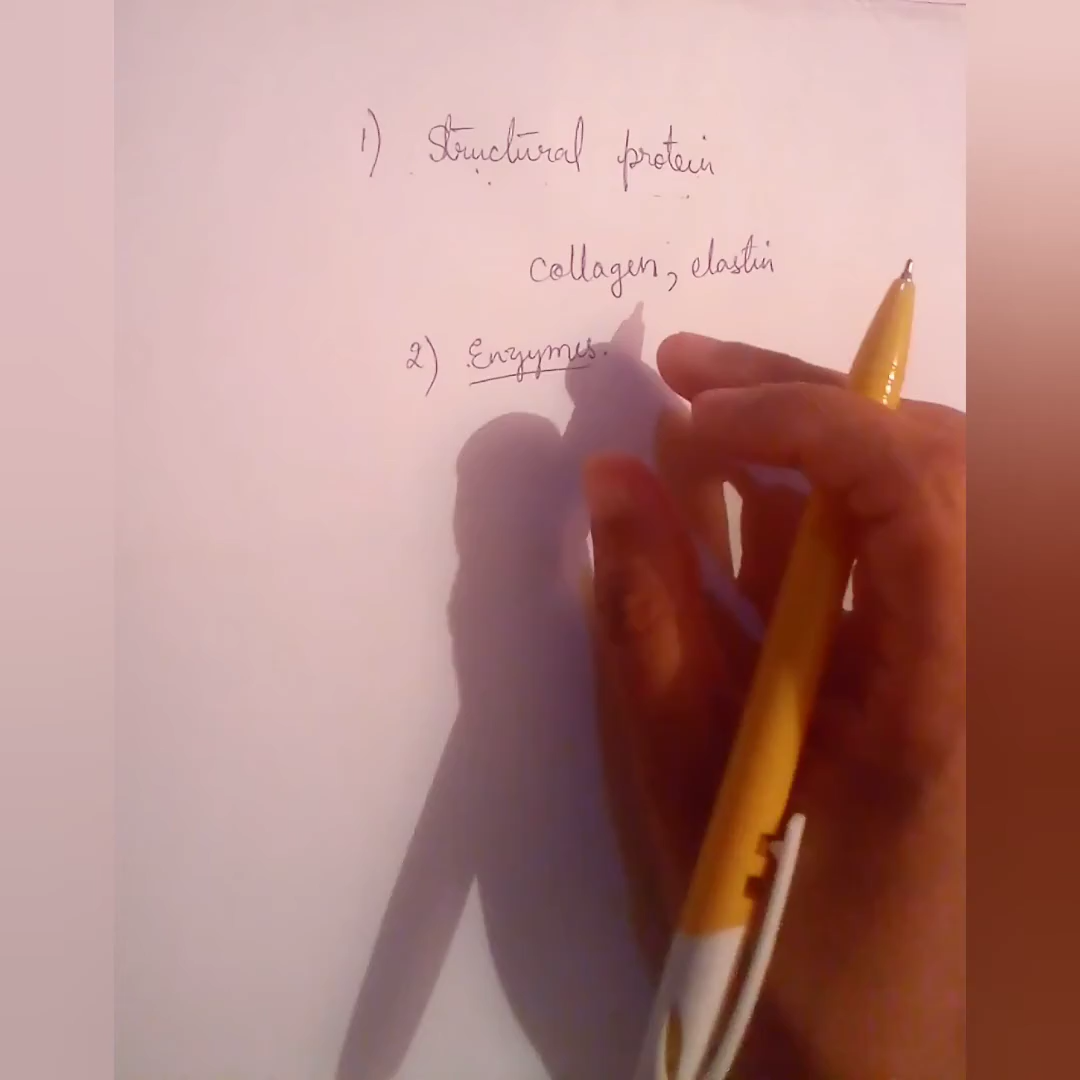 1) Structural protein
collagen, elastin
2) Enzymes.